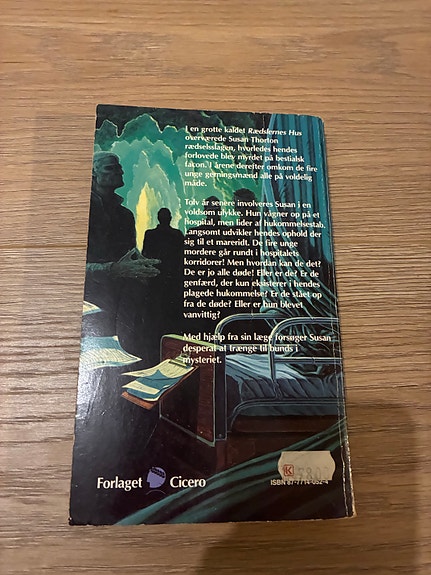 I en grotte kaldet Rædslernes Hus
overværede Susan Thorton
rædselsslagen, hvorledes hendes
forlovede blev myrdet på bestialsk
facon. I årene derefter omkom de fire
unge gerningsmænd alle på voldelig
måde.
Tolv år senere involveres Susan i en
voldsom ulykke. Hun vågner op på et
hospital, men lider af hukommelsestab.
Langsomt udvikler hendes ophold der
sig til et mareridt. De fire unge
mordere går rundt i hospitalets
korridorer! Men hvordan kan de det?
De er jo alle døde! Eller er de? Er de
genfærd, der kun eksisterer i hendes
plagede hukommelse? Er de stået op
fra de døde? Eller er hun blevet
vanvittig?
Med hjælp fra sin læge forsøger Susan
desperat at trænge til bunds i
mysteriet.
Forlaget Cicero
ISBN 87-7714-052-4